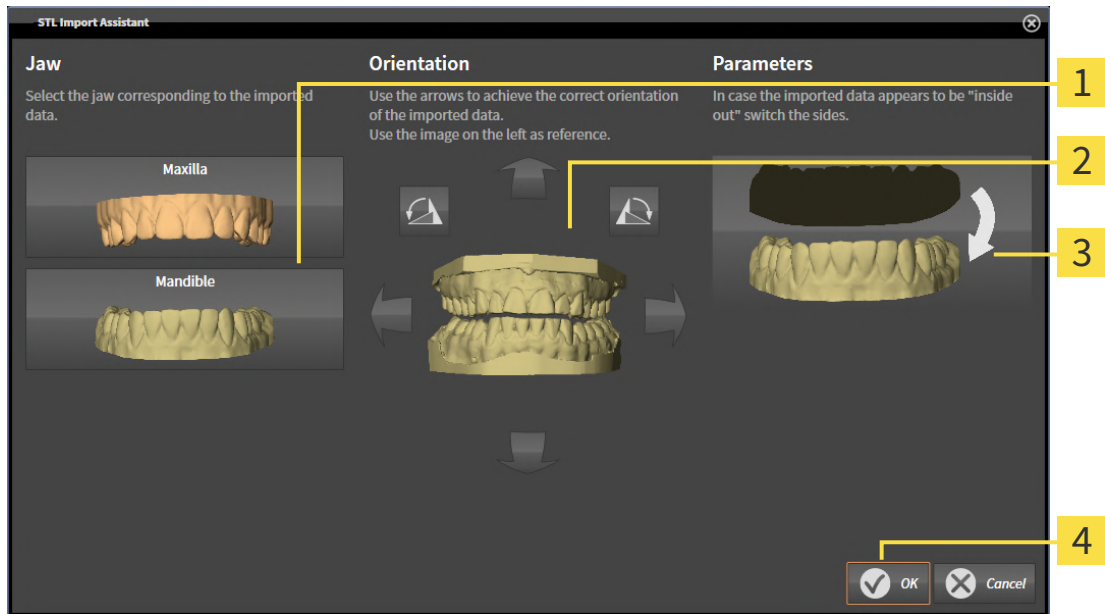 STL Import Assistant
Jaw
Select the jaw corresponding to the imported
data.
Maxilla
Mandible
Orientation
Use the arrows to achieve the correct orientation
of the imported data.
Use the image on the left as reference.
Parameters
In case the imported data appears to be "inside
out" switch the sides.
1
2
3
4
OK
Cancel